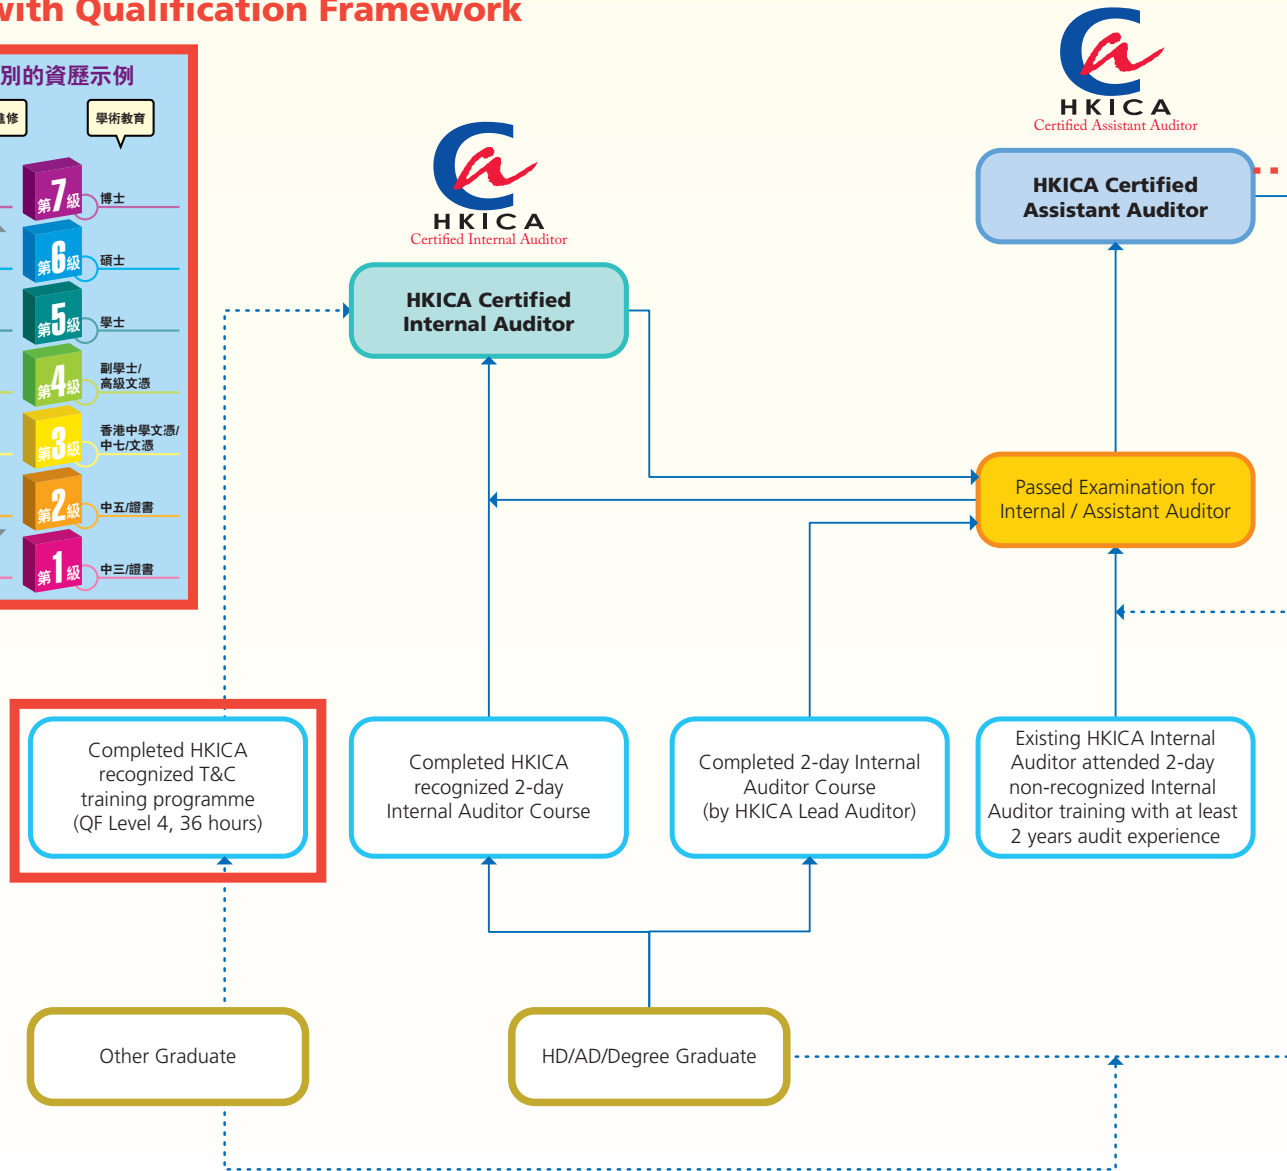 with Qualification Framework
別的資歷示例
進修
學術教育
第7級
博士
第6級
碩士
第5級
學士
第4級
副學士/
高級文憑
第3級
香港中學文憑/
中七/文憑
第2級
中五/證書
第1級
中三/證書
HKICA
Certified Internal Auditor
HKICA Certified
Internal Auditor
HKICA
Certified Assistant Auditor
HKICA Certified
Assistant Auditor
Passed Examination for
Internal / Assistant Auditor
Completed HKICA
recognized T&C
training programme
(QF Level 4, 36 hours)
Completed HKICA
recognized 2-day
Internal Auditor Course
Completed 2-day Internal
Auditor Course
(by HKICA Lead Auditor)
Existing HKICA Internal
Auditor attended 2-day
non-recognized Internal
Auditor training with at least
2 years audit experience
Other Graduate
HD/AD/Degree Graduate